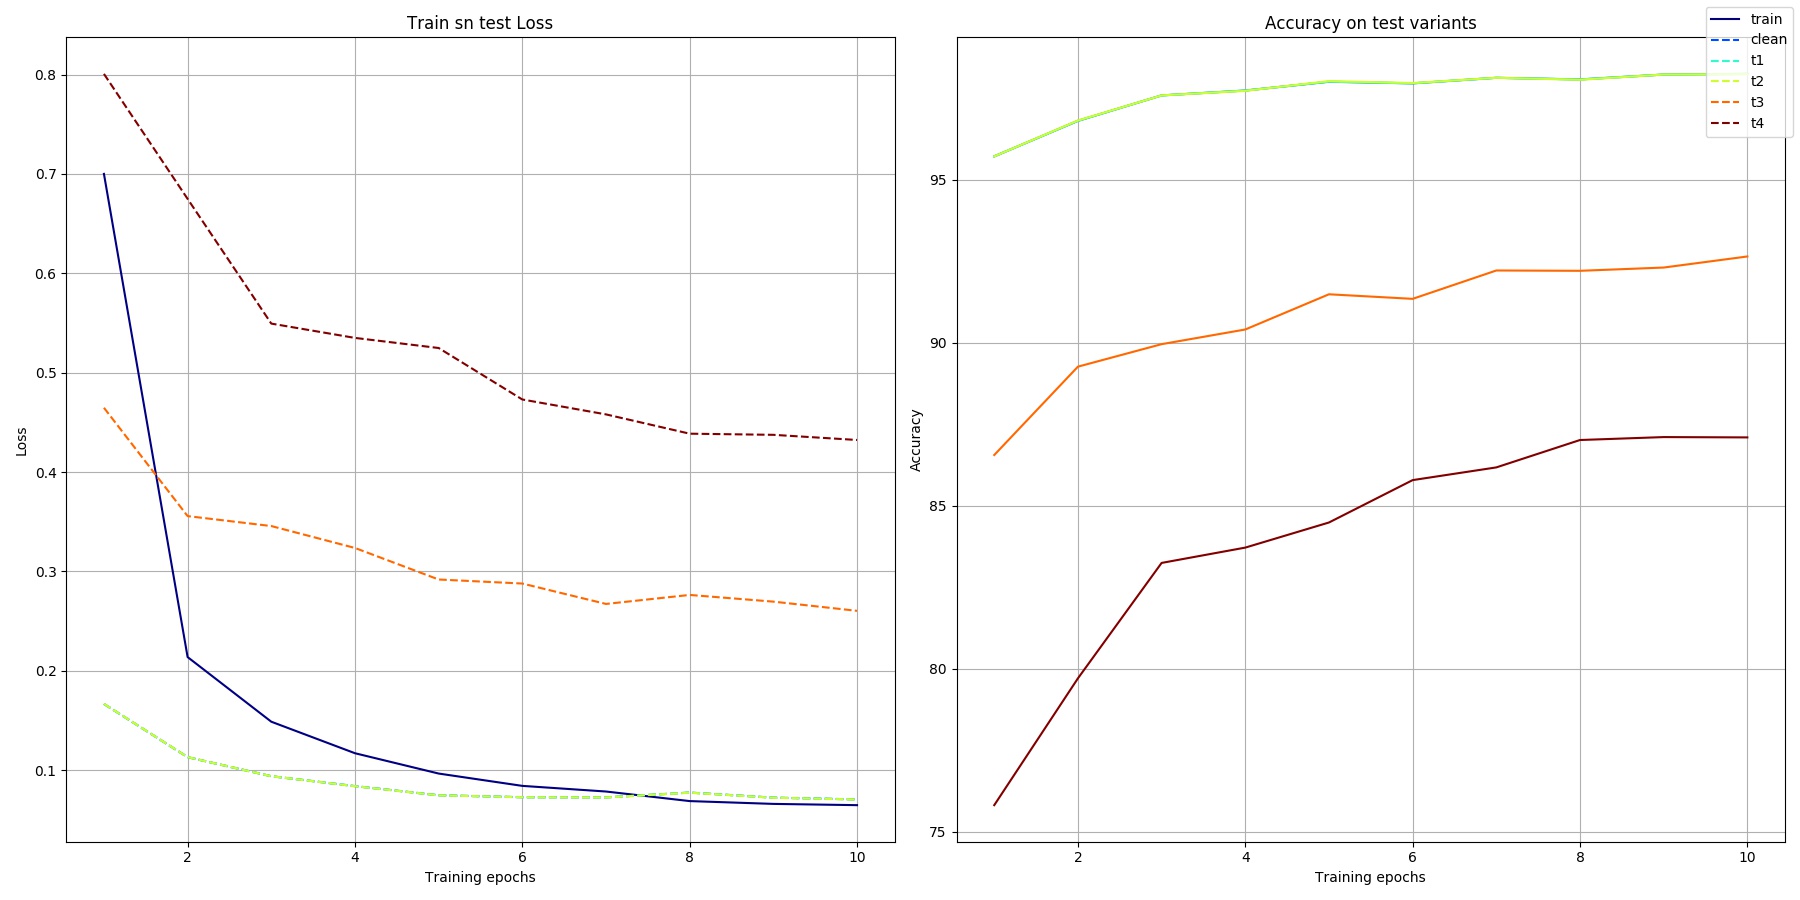 Train sn test Loss
0.8
0.7
0.6
0.5
0.4
0.3
0.2
0.1
Loss
2 4 6 8 10
Training epochs
Accuracy on test variants
95
90
85
80
75
Accuracy
2 4 6 8 10
Training epochs
train
clean
t1
t2
t3
t4